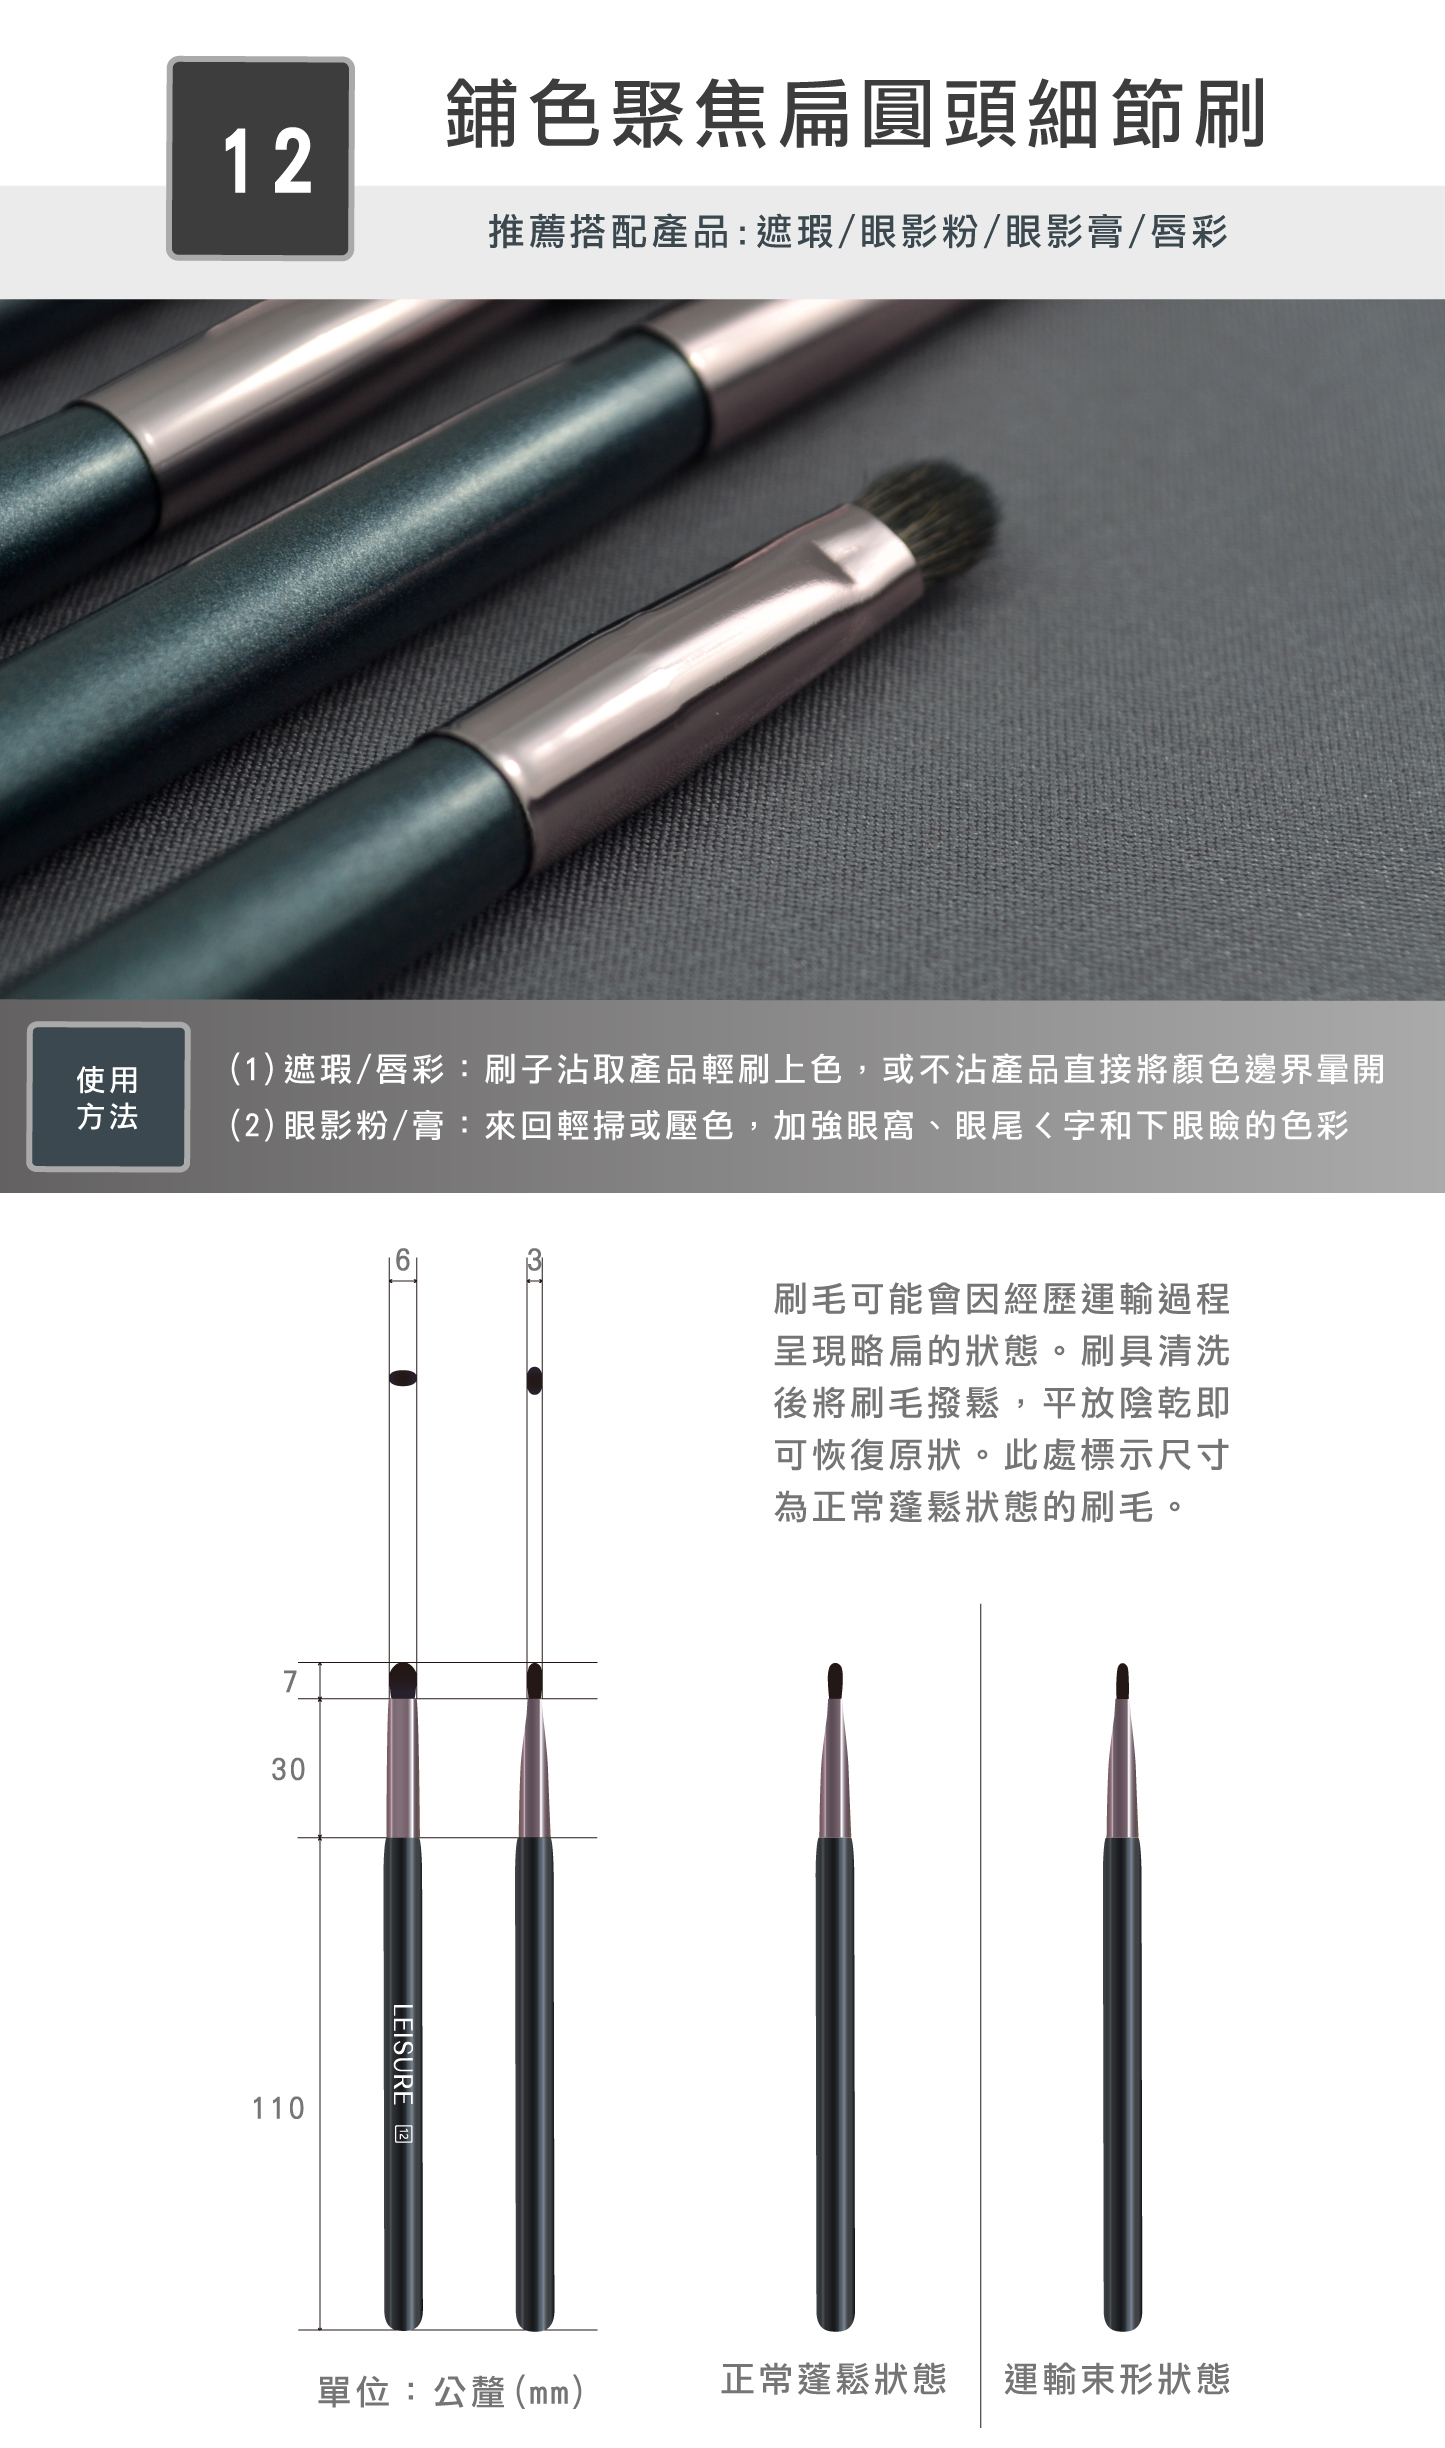 12
鋪色聚焦扁圓頭細節刷
推薦搭配產品:遮瑕/眼影粉/眼影膏/唇彩
使用
方法
(1)遮瑕/唇彩：刷子沾取產品輕刷上色，或不沾產品直接將顏色邊界暈開
(2)眼影粉/膏：來回輕掃或壓色，加強眼窩、眼尾ㄑ字和下眼瞼的色彩
6
3
刷毛可能會因經歷運輸過程
呈現略扁的狀態。刷具清洗
後將刷毛撥鬆，平放陰乾即
可恢復原狀。此處標示尺寸
為正常蓬鬆狀態的刷毛。
7
30
110
LEISURE 12
單位：公釐(mm)
正常蓬鬆狀態
運輸束形狀態